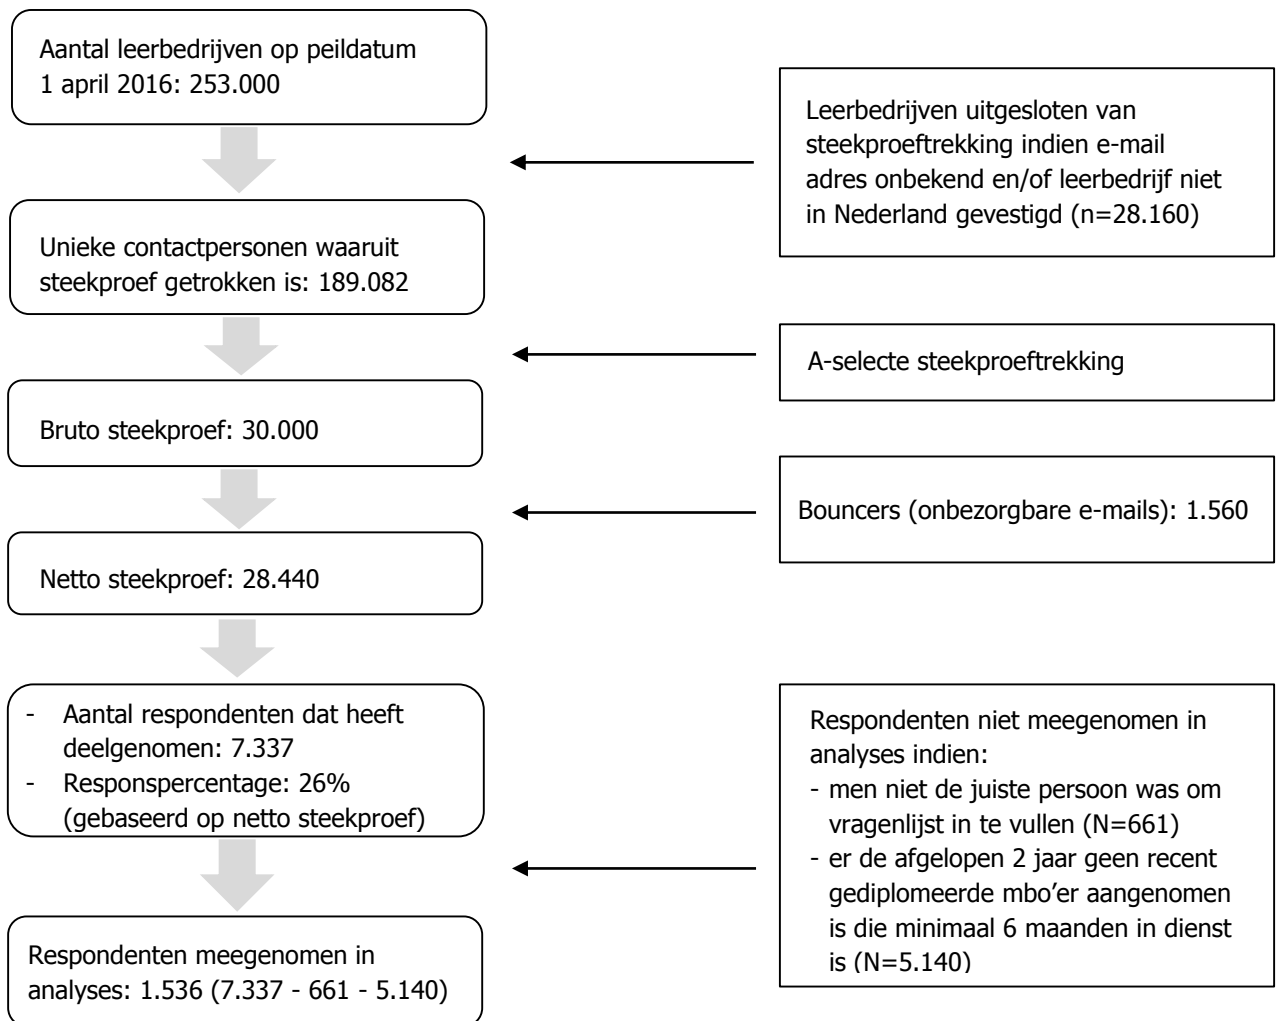 Aantal leerbedrijven op peildatum
1 april 2016: 253.000
Leerbedrijven uitgesloten van
steekproeftrekking indien e-mail
adres onbekend en/of leerbedrijf niet
in Nederland gevestigd (n=28.160)
Unieke contactpersonen waaruit
steekproef getrokken is: 189.082
A-selecte steekproeftrekking
Bruto steekproef: 30.000
Bouncers (onbezorgbare e-mails): 1.560
Netto steekproef: 28.440
- Aantal respondenten dat heeft
deelgenomen: 7.337
- Responspercentage: 26%
(gebaseerd op netto steekproef)
Respondenten niet meegenomen in
analyses indien:
- men niet de juiste persoon was om
vragenlijst in te vullen (N=661)
- er de afgelopen 2 jaar geen recent
gediplomeerde mbo’er aangenomen
is die minimaal 6 maanden in dienst
is (N=5.140)
Respondenten meegenomen in
analyses: 1.536 (7.337 - 661 - 5.140)